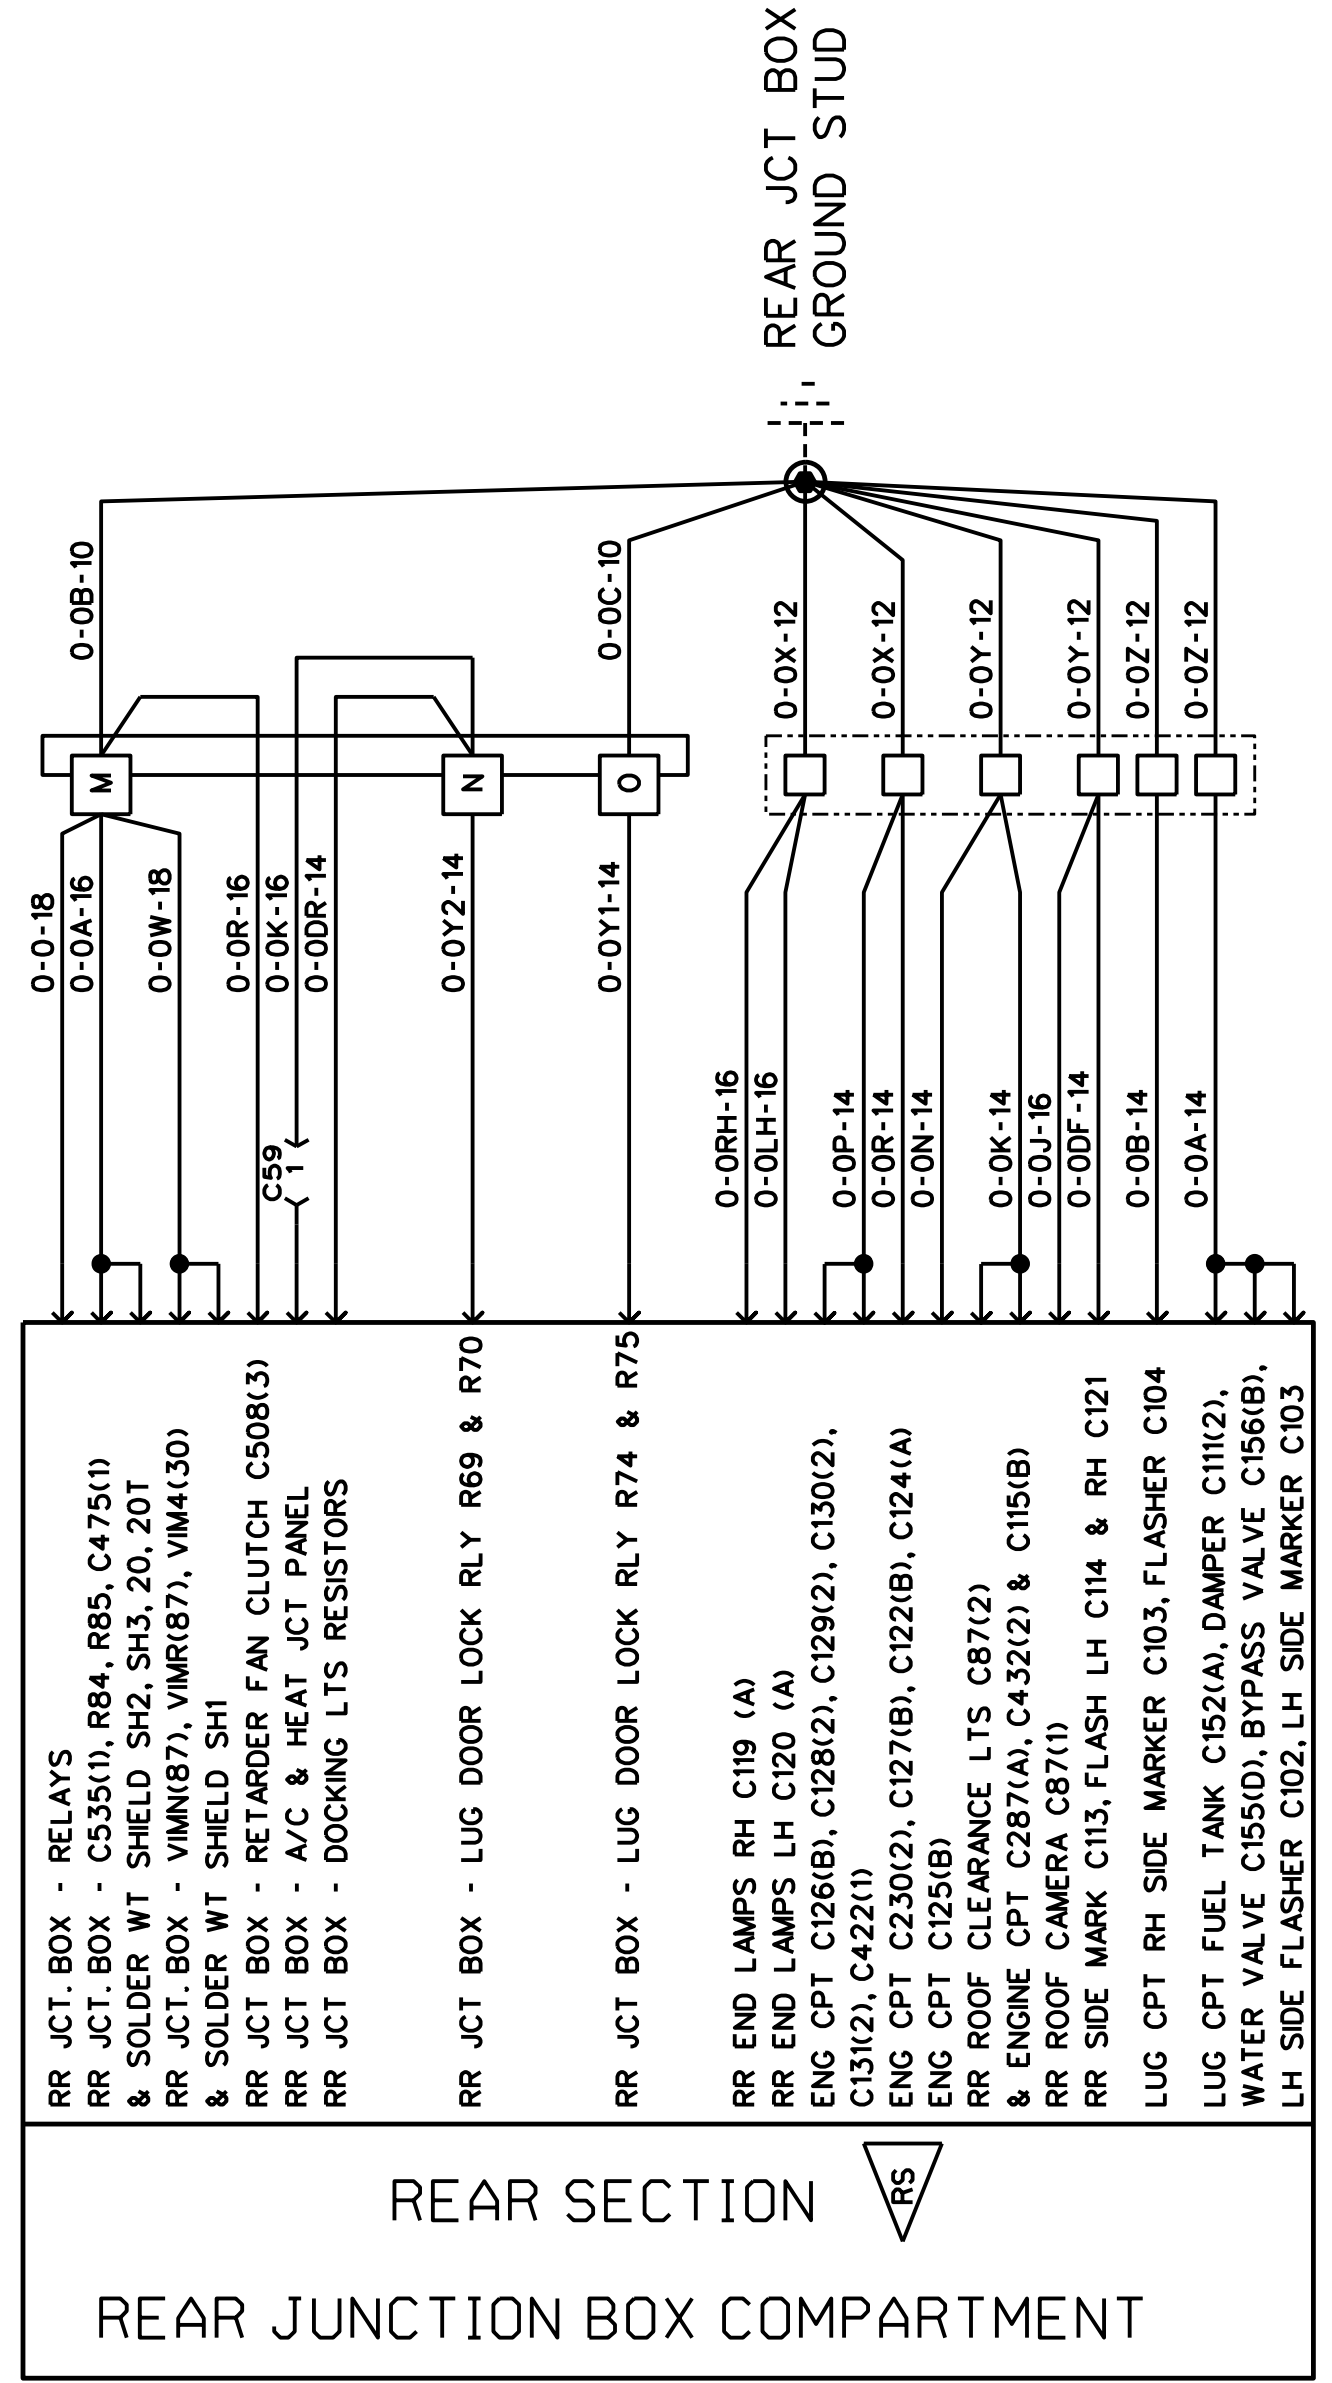 REAR JUNCTION BOX COMPARTMENT
REAR SECTION
RS
RR JCT. BOX - RELAYS
RR JCT. BOX - C535(1), R84, R85, C475(1)
& SOLDER WT SHIELD SH2, SH3, 20, 20T
RR JCT. BOX - VIMN(87), VIMR(87), VIM4(30)
& SOLDER WT SHIELD SH1
RR JCT BOX - RETARDER FAN CLUTCH C508(3)
RR JCT BOX - A/C & HEAT JCT PANEL
RR JCT BOX - DOCKING LTS RESISTORS
RR JCT BOX - LUG DOOR LOCK RLY R69 & R70
RR JCT BOX - LUG DOOR LOCK RLY R74 & R75
RR END LAMPS RH C119 (A)
RR END LAMPS LH C120 (A)
ENG CPT C126(B), C128(2), C129(2), C130(2),
C131(2), C422(1)
ENG CPT C230(2), C127(B), C122(B), C124(A)
ENG CPT C125(B)
RR ROOF CLEARANCE LTS C87(2)
& ENGINE CPT C287(A), C432(2) & C115(B)
RR ROOF CAMERA C87(1)
RR SIDE MARK C113, FLASH LH C114 & RH C121
LUG CPT RH SIDE MARKER C103, FLASHER C104
LUG CPT FUEL TANK C152(A), DAMPER C111(2),
WATER VALVE C155(D), BYPASS VALVE C156(B),
LH SIDE FLASHER C102, LH SIDE MARKER C103
0-0-18
0-0A-16
0-0W-18
0-0R-16
0-0K-16
0-0DR-14
0-0Y2-14
0-0Y1-14
C59
1
0-0RH-16
0-0LH-16
0-0P-14
0-0R-14
0-0N-14
0-0K-14
0-0J-16
0-0DF-14
0-0B-14
0-0A-14
M
N
O
0-0B-10
0-0C-10
0-0X-12
0-0X-12
0-0Y-12
0-0Y-12
0-0Z-12
0-0Z-12
REAR JCT BOX
GROUND STUD